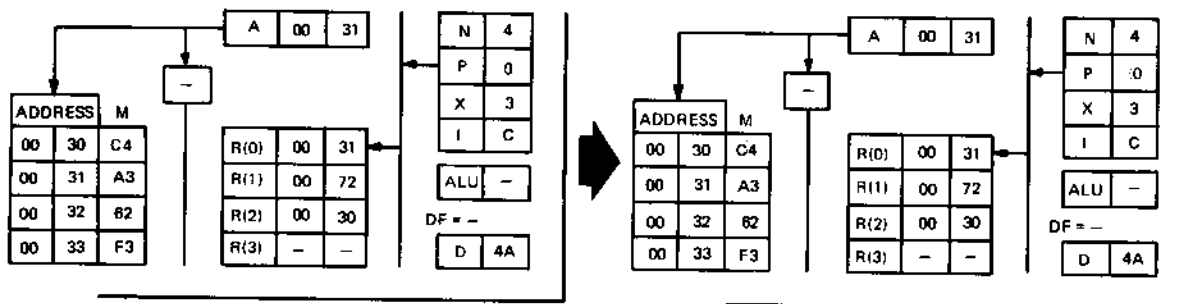 A 00 31
N 4
P 0
X 3
I C
–
ADDRESS M
00 30 C4
00 31 A3
00 32 62
00 33 F3
R(0) 00 31
R(1) 00 72
R(2) 00 30
R(3) – –
ALU –
DF = –
D 4A
A 00 31
N 4
P 0
X 3
I C
–
ADDRESS M
00 30 C4
00 31 A3
00 32 62
00 33 F3
R(0) 00 31
R(1) 00 72
R(2) 00 30
R(3) – –
ALU –
DF = –
D 4A